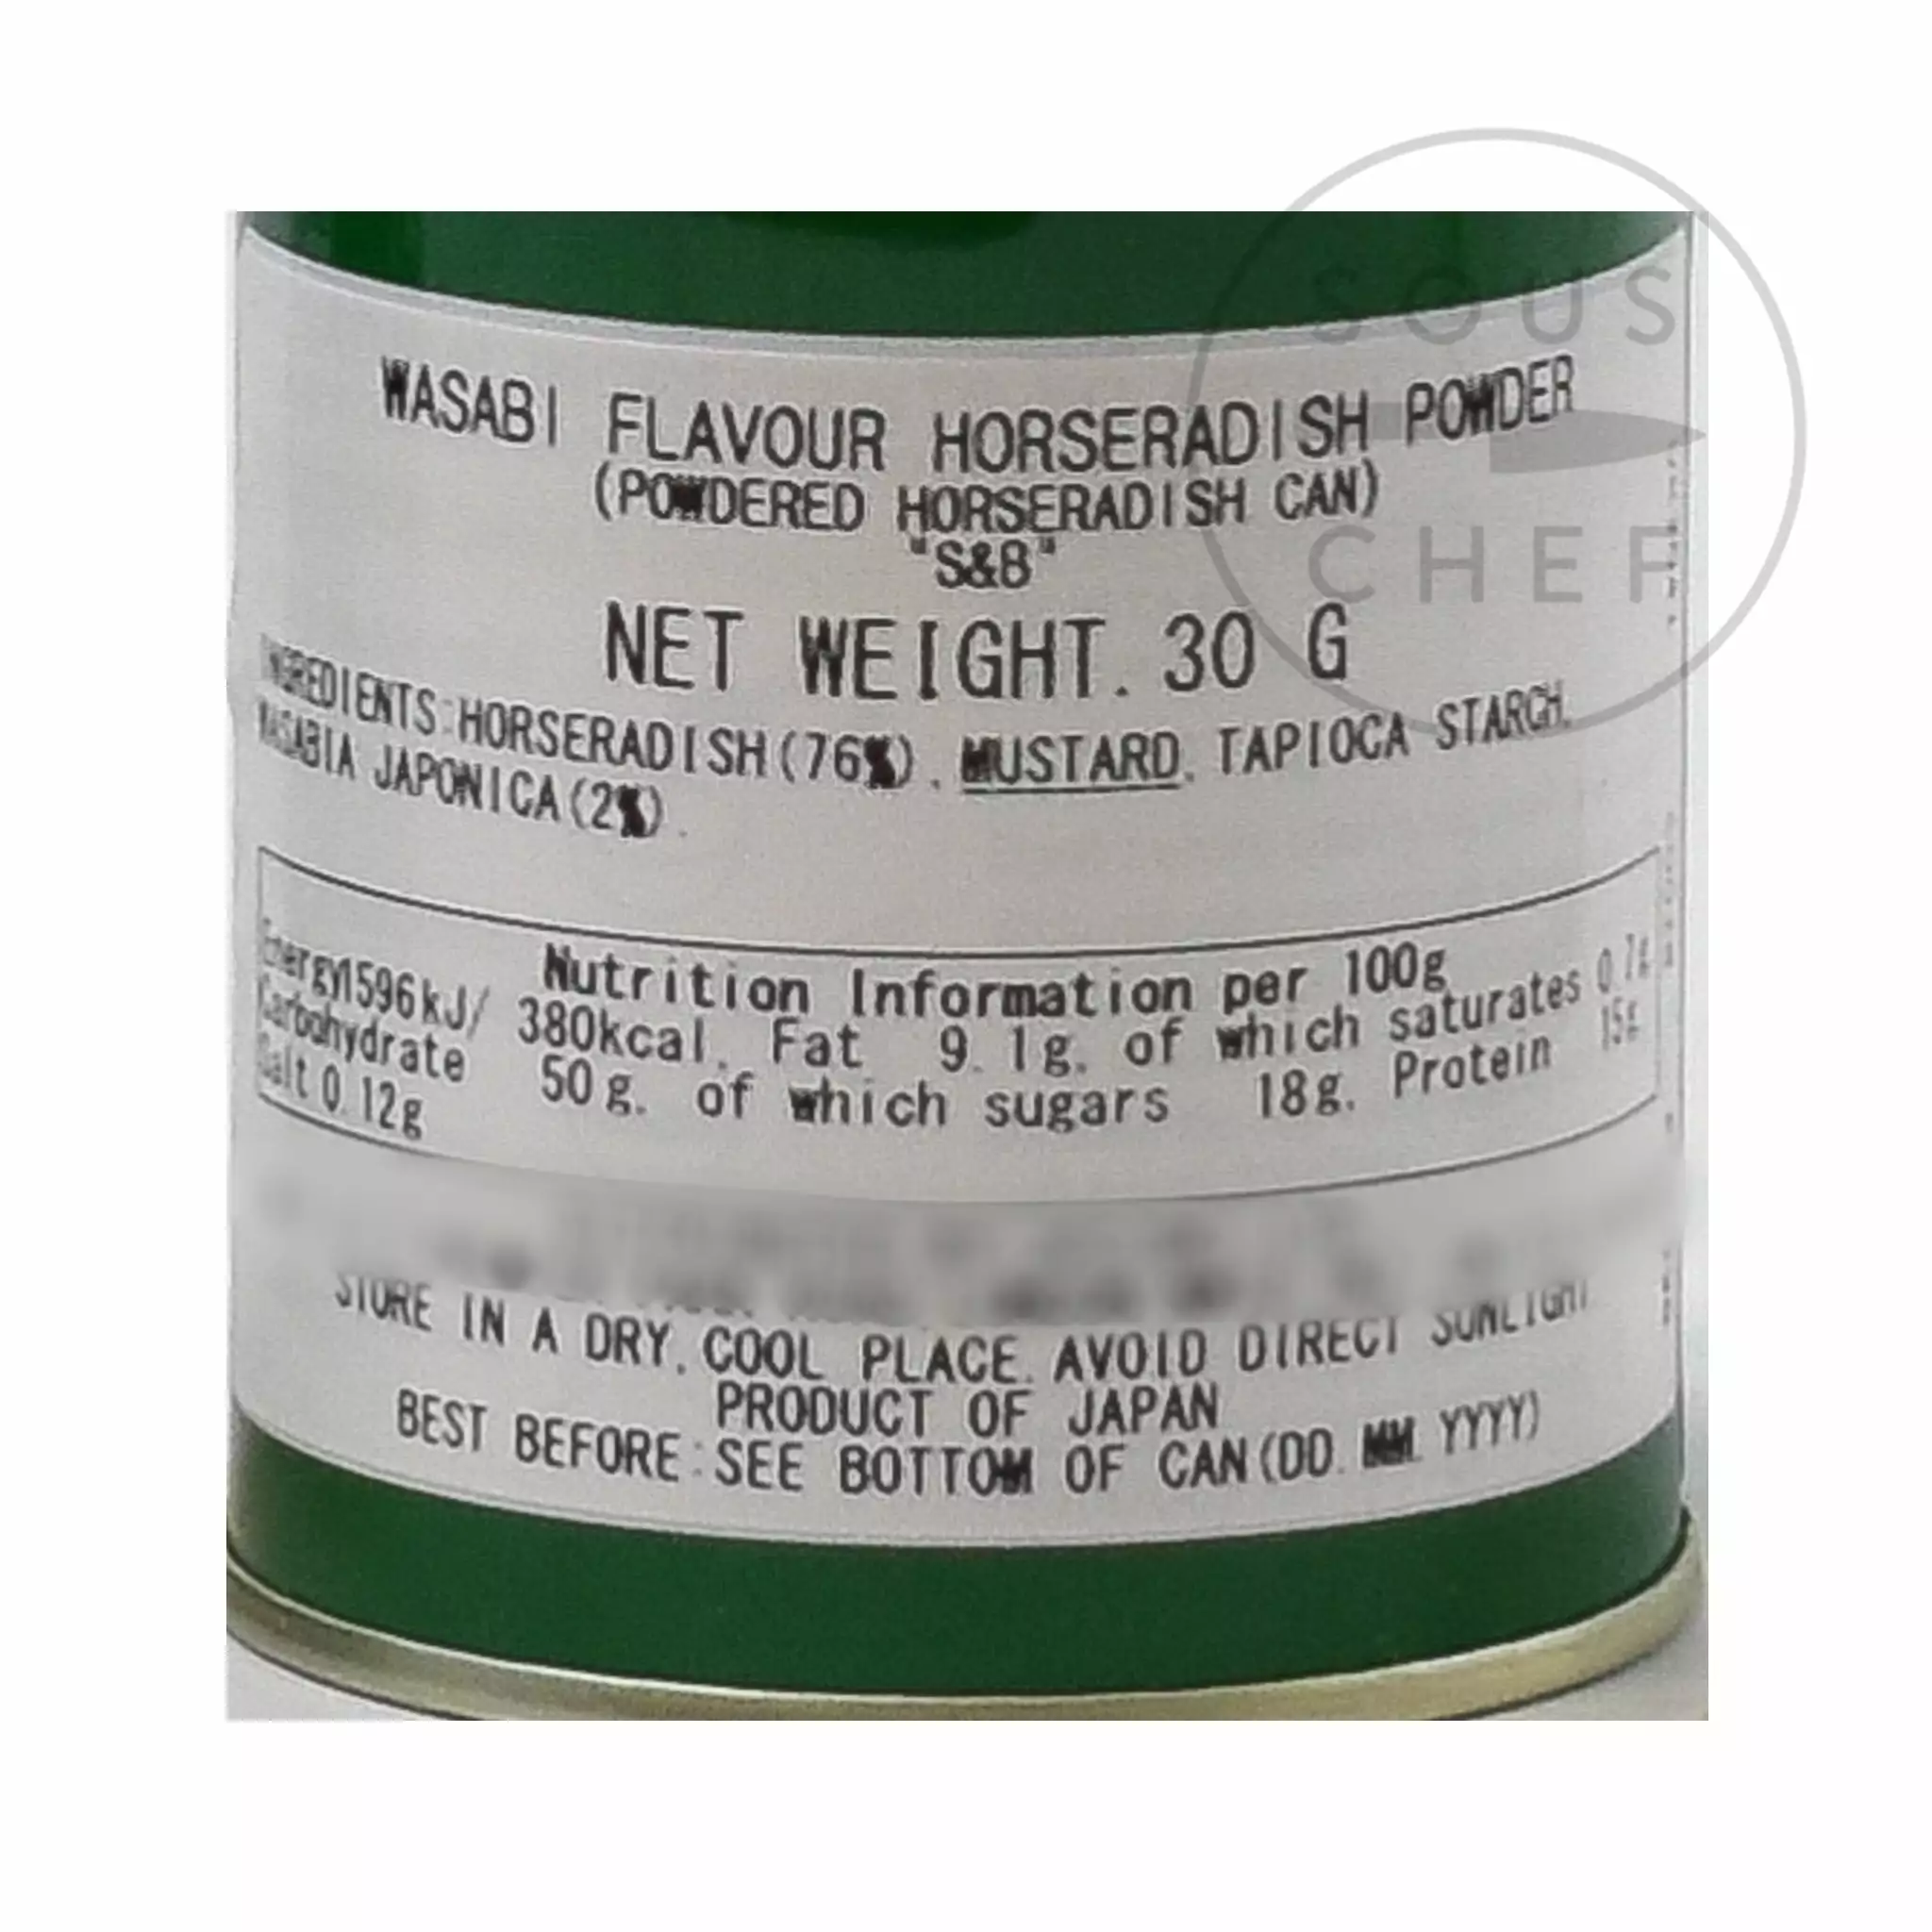 SOUS
CHEF
WASABI FLAVOUR HORSERADISH POWDER
(POWDERED HORSERADISH CAN)
"S&B"
NET WEIGHT. 30 G
INGREDIENTS:HORSERADISH(76%), MUSTARD, TAPIOCA STARCH,
WASABIA JAPONICA(2%).
Nutrition Information per 100g
Energy1596kJ/ 380kcal, Fat 9.1g, of which saturates 0.7g
Carbohydrate 50g, of which sugars 18g, Protein 15g
Salt 0.12g
STORE IN A DRY, COOL PLACE. AVOID DIRECT SUNLIGHT
PRODUCT OF JAPAN
BEST BEFORE:SEE BOTTOM OF CAN(DD. MM. YYYY)